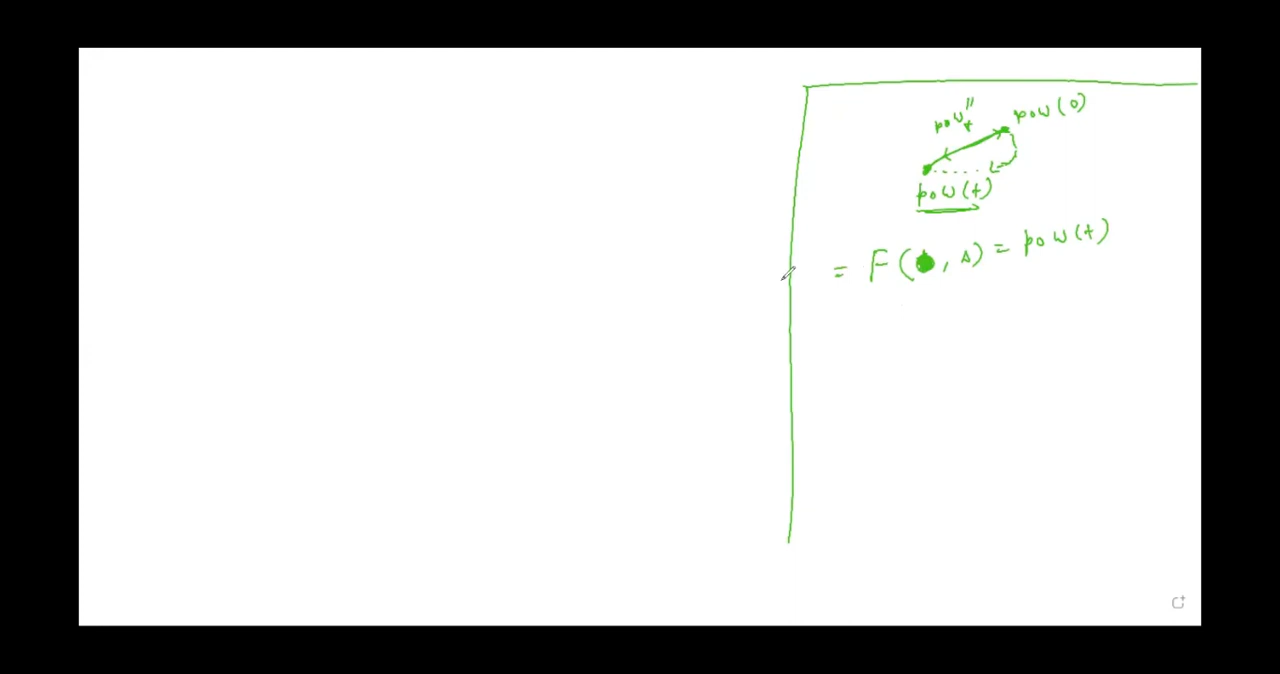 pow"t pow(0)
pow(t)
= F( , s) = pow(t)